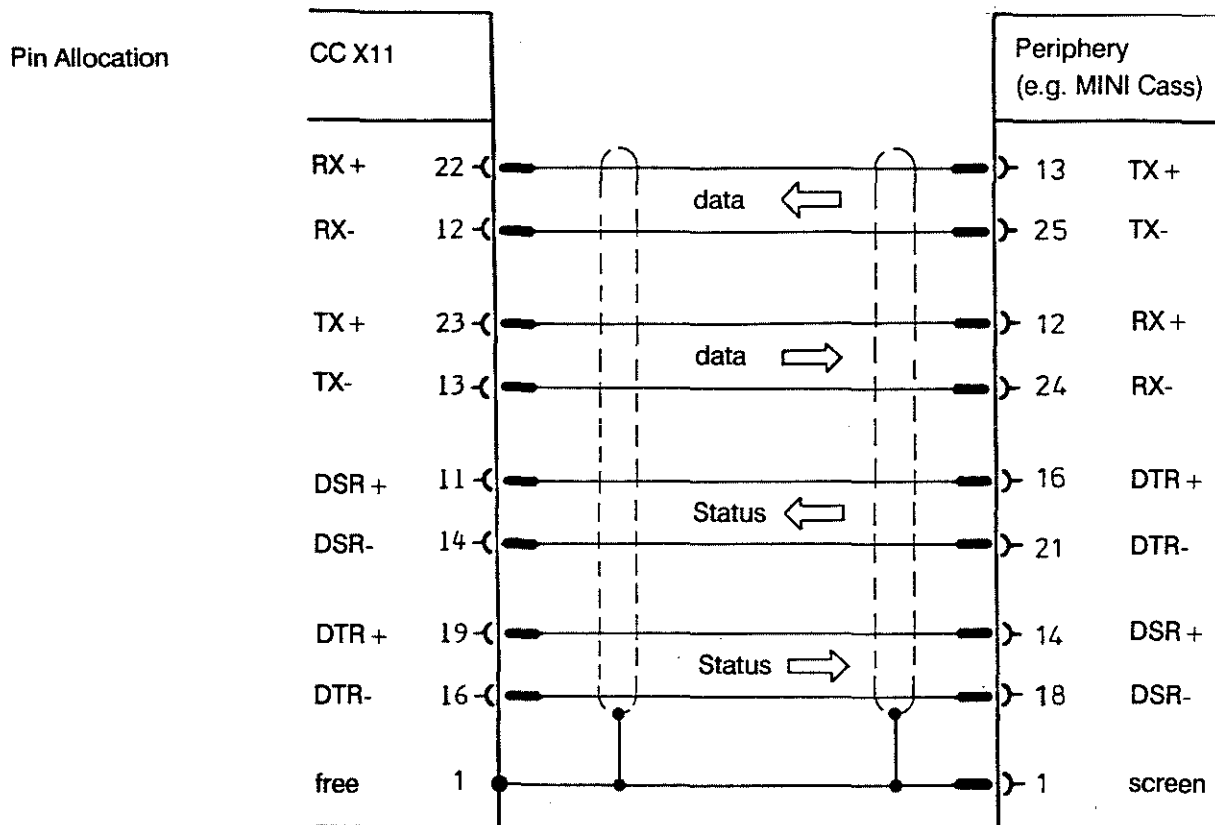 Pin Allocation CC X11 Periphery
(e.g. MINI Cass)
RX+ 22 13 TX+
data
RX- 12 25 TX-
TX+ 23 12 RX+
data
TX- 13 24 RX-
DSR+ 11 16 DTR+
Status
DSR- 14 21 DTR-
DTR+ 19 14 DSR+
Status
DTR- 16 18 DSR-
free 1 1 screen